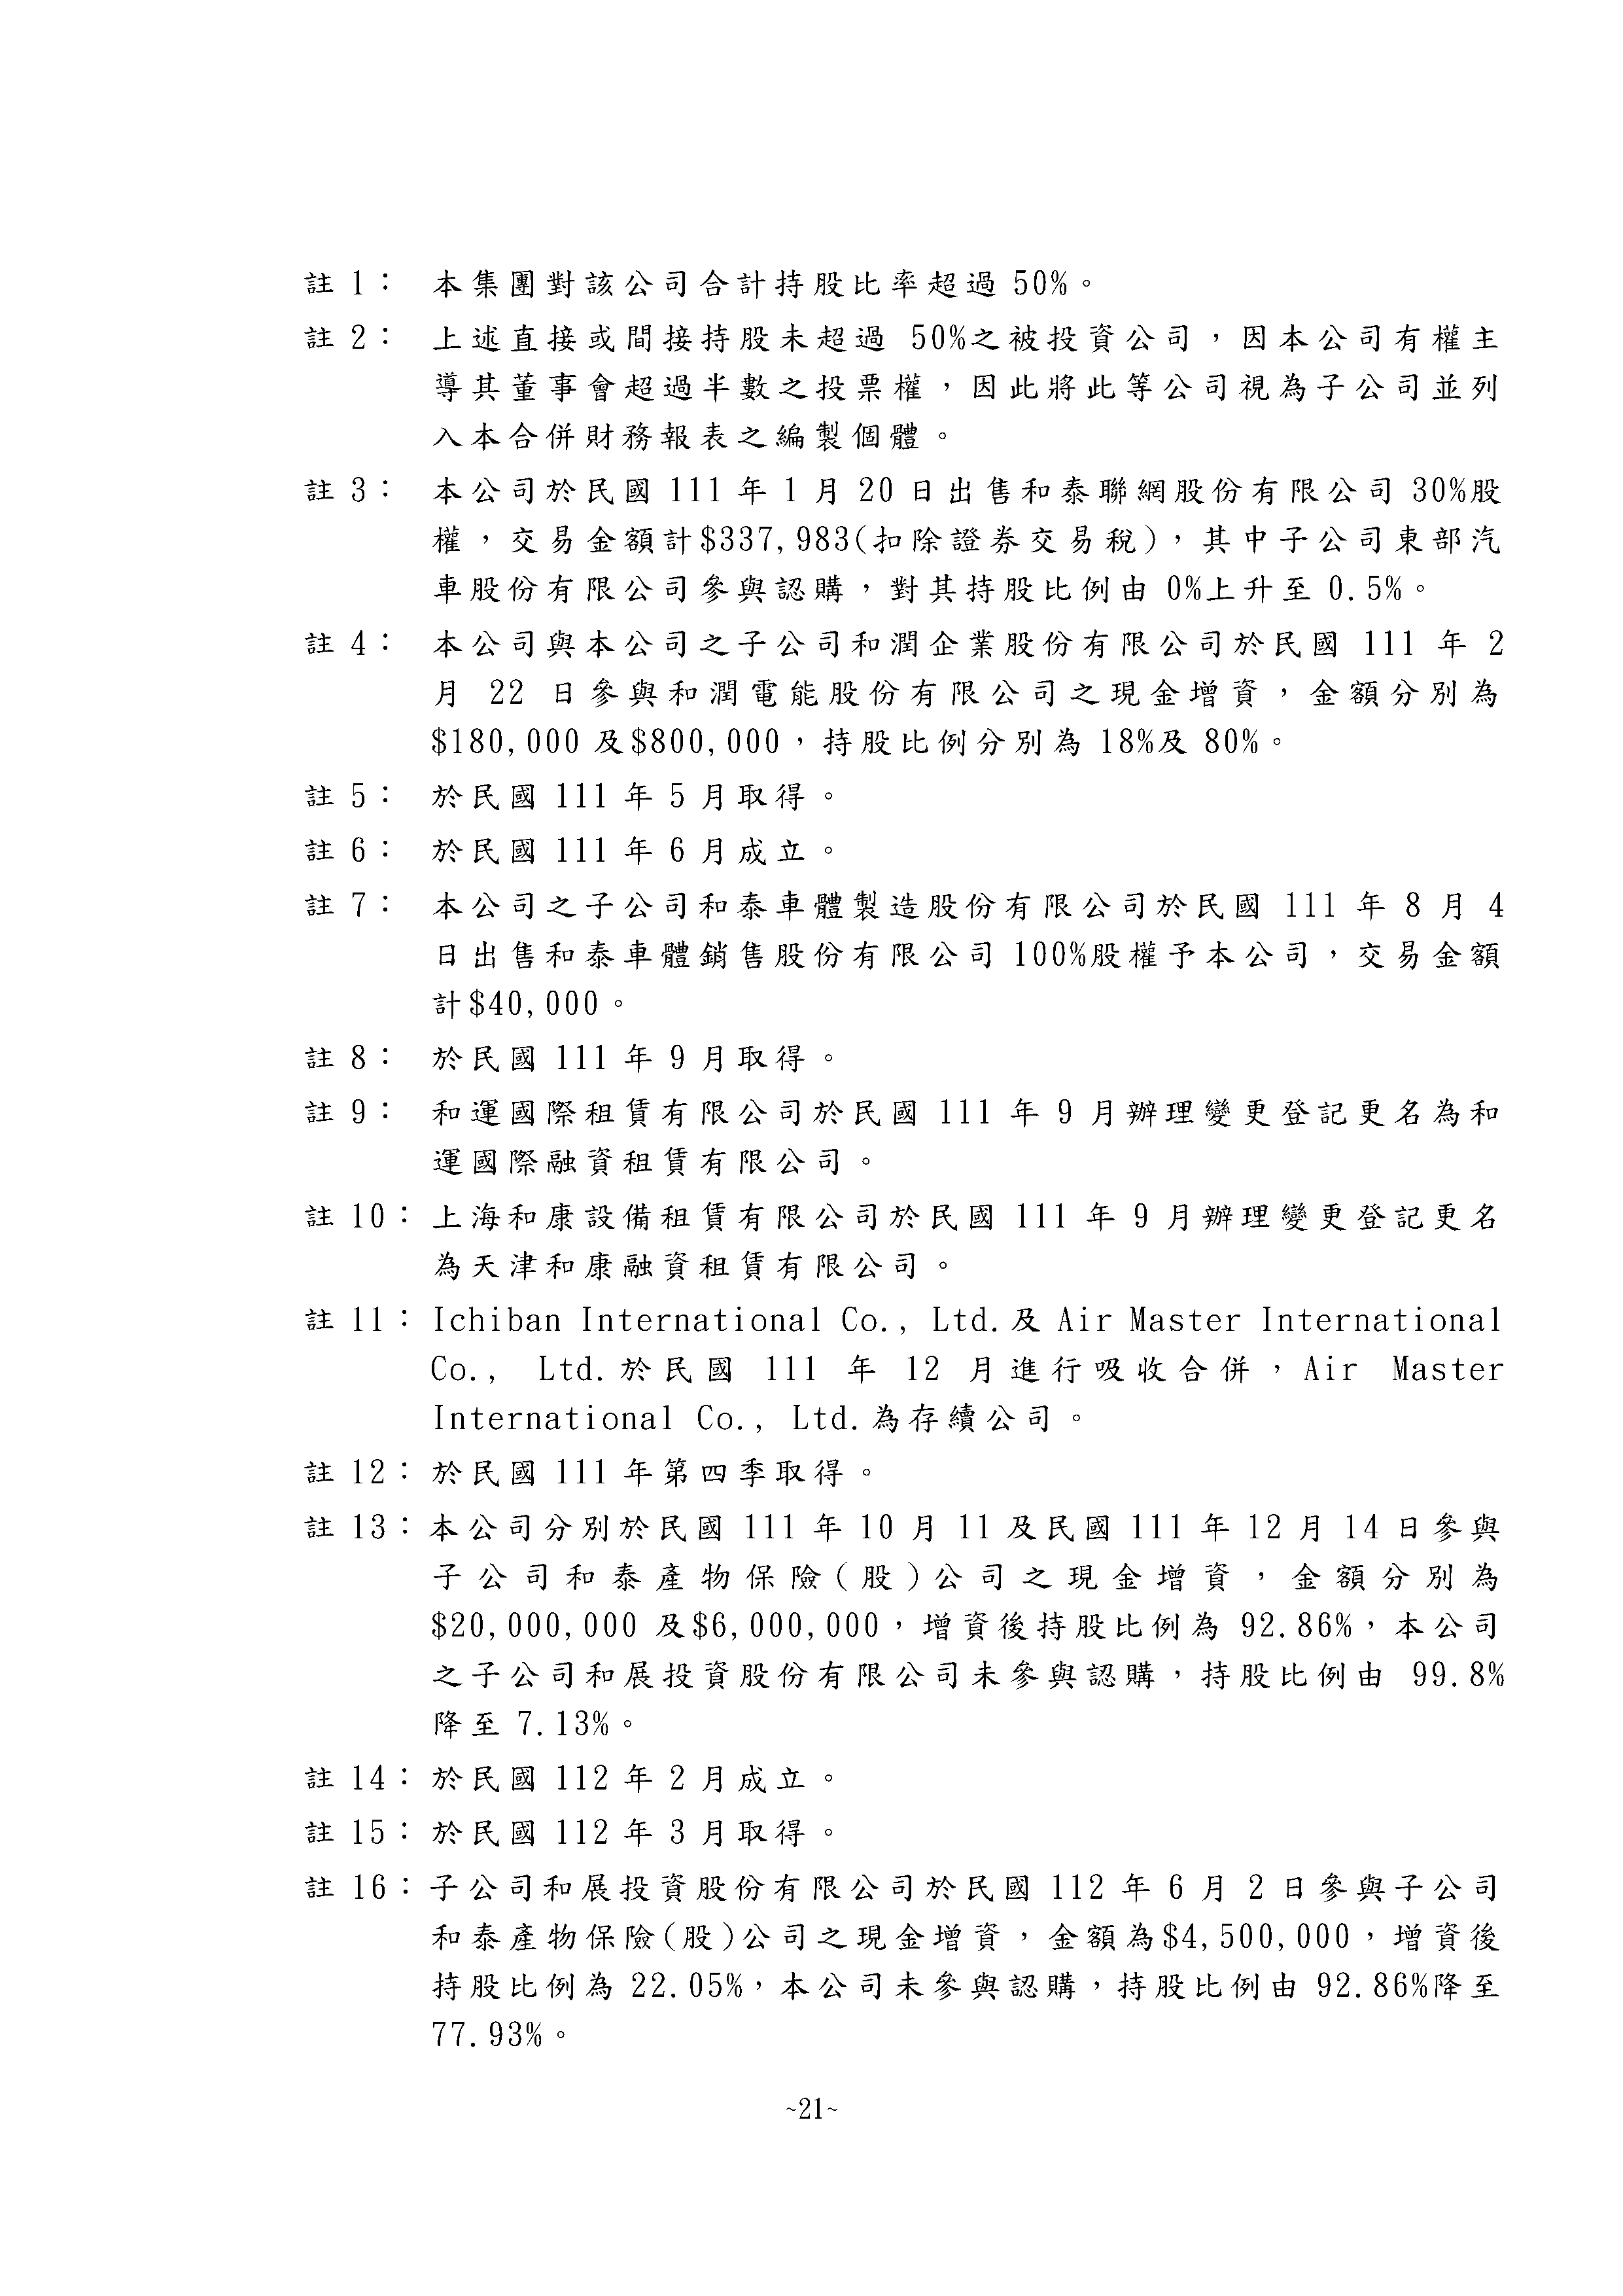 註 1： 本集團對該公司合計持股比率超過 50%。
註 2： 上述直接或間接持股未超過 50%之被投資公司，因本公司有權主
導其董事會超過半數之投票權，因此將此等公司視為子公司並列
入本合併財務報表之編製個體。
註 3： 本公司於民國 111 年 1 月 20 日出售和泰聯網股份有限公司 30%股
權，交易金額計$337,983(扣除證券交易稅)，其中子公司東部汽
車股份有限公司參與認購，對其持股比例由 0%上升至 0.5%。
註 4： 本公司與本公司之子公司和潤企業股份有限公司於民國 111 年 2
月 22 日參與和潤電能股份有限公司之現金增資，金額分別為
$180,000 及$800,000，持股比例分別為 18%及 80%。
註 5： 於民國 111 年 5 月取得。
註 6： 於民國 111 年 6 月成立。
註 7： 本公司之子公司和泰車體製造股份有限公司於民國 111 年 8 月 4
日出售和泰車體銷售股份有限公司 100%股權予本公司，交易金額
計$40,000。
註 8： 於民國 111 年 9 月取得。
註 9： 和運國際租賃有限公司於民國 111 年 9 月辦理變更登記更名為和
運國際融資租賃有限公司。
註 10： 上海和康設備租賃有限公司於民國 111 年 9 月辦理變更登記更名
為天津和康融資租賃有限公司。
註 11： Ichiban International Co., Ltd.及 Air Master International
Co., Ltd.於民國 111 年 12 月進行吸收合併，Air Master
International Co., Ltd.為存續公司。
註 12： 於民國 111 年第四季取得。
註 13： 本公司分別於民國 111 年 10 月 11 及民國 111 年 12 月 14 日參與
子公司和泰產物保險(股)公司之現金增資，金額分別為
$20,000,000 及$6,000,000，增資後持股比例為 92.86%，本公司
之子公司和展投資股份有限公司未參與認購，持股比例由 99.8%
降至 7.13%。
註 14： 於民國 112 年 2 月成立。
註 15： 於民國 112 年 3 月取得。
註 16： 子公司和展投資股份有限公司於民國 112 年 6 月 2 日參與子公司
和泰產物保險(股)公司之現金增資，金額為$4,500,000，增資後
持股比例為 22.05%，本公司未參與認購，持股比例由 92.86%降至
77.93%。
~21~